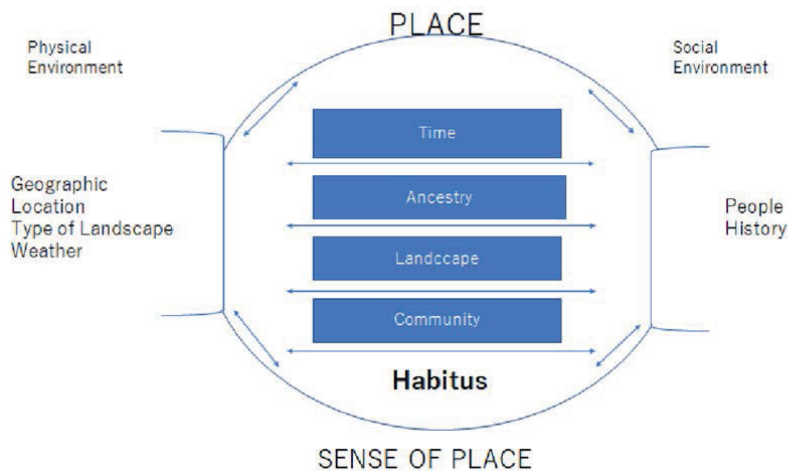 PLACE
Physical
Environment
Social
Environment
Time
Geographic
Location
Type of Landscape
Weather
Ancestry
People
History
Landccape
Community
Habitus
SENSE OF PLACE